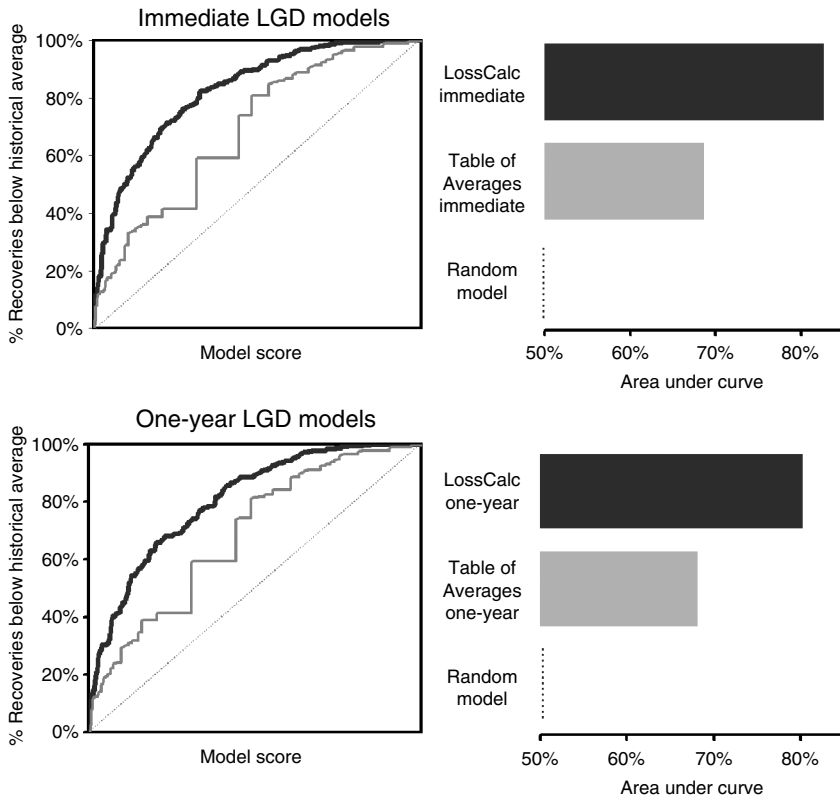 Immediate LGD models
% Recoveries below historical average
100%
80%
60%
40%
20%
0%
Model score
LossCalc
immediate
Table of
Averages
immediate
Random
model
50%
60%
70%
80%
Area under curve
One-year LGD models
% Recoveries below historical average
100%
80%
60%
40%
20%
0%
Model score
LossCalc
one-year
Table of
Averages
one-year
Random
model
50%
60%
70%
80%
Area under curve